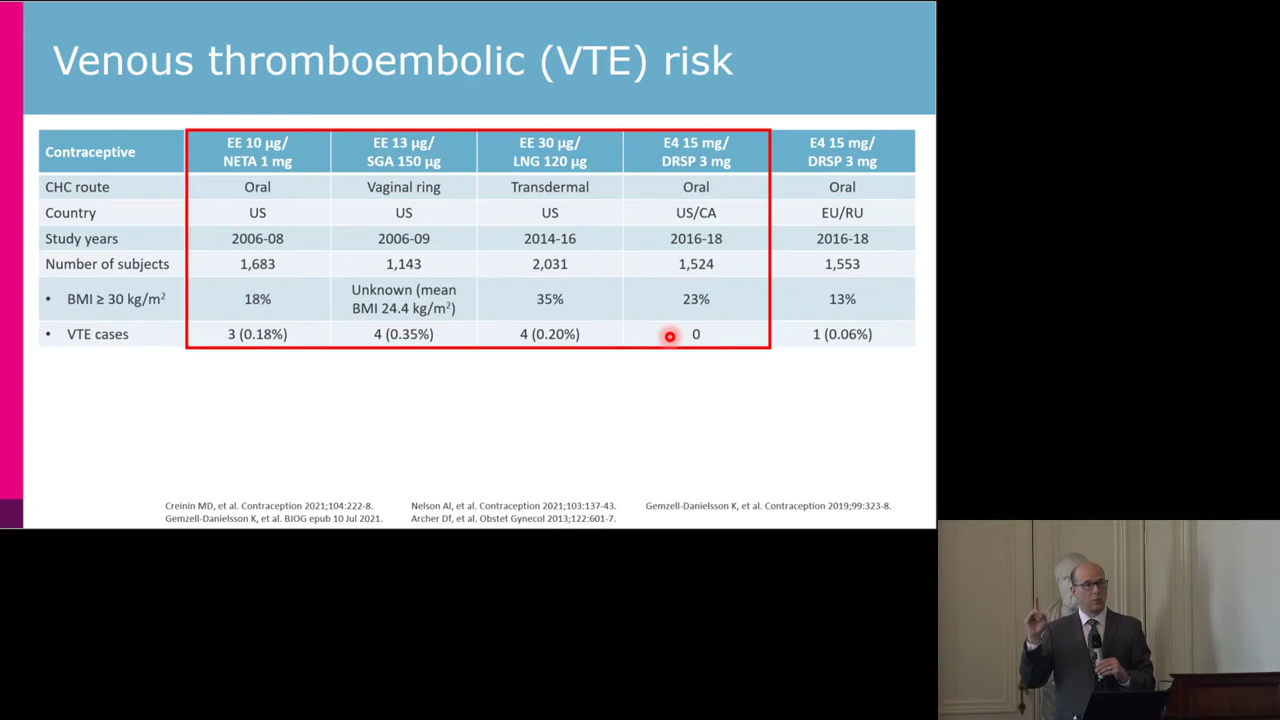 Venous thromboembolic (VTE) risk
Contraceptive
EE 10 µg/
NETA 1 mg
EE 13 µg/
SGA 150 µg
EE 30 µg/
LNG 120 µg
E4 15 mg/
DRSP 3 mg
E4 15 mg/
DRSP 3 mg
CHC route Oral Vaginal ring Transdermal Oral Oral
Country US US US US/CA EU/RU
Study years 2006-08 2006-09 2014-16 2016-18 2016-18
Number of subjects 1,683 1,143 2,031 1,524 1,553
• BMI ≥ 30 kg/m² 18% Unknown (mean
BMI 24.4 kg/m²) 35% 23% 13%
• VTE cases 3 (0.18%) 4 (0.35%) 4 (0.20%) 0 1 (0.06%)
Creinin MD, et al. Contraception 2021;104:222-8.
Gemzell-Danielsson K, et al. BJOG epub 10 Jul 2021.
Nelson AI, et al. Contraception 2021;103:137-43.
Archer Df, et al. Obstet Gynecol 2013;122:601-7.
Gemzell-Danielsson K, et al. Contraception 2019;99:323-8.